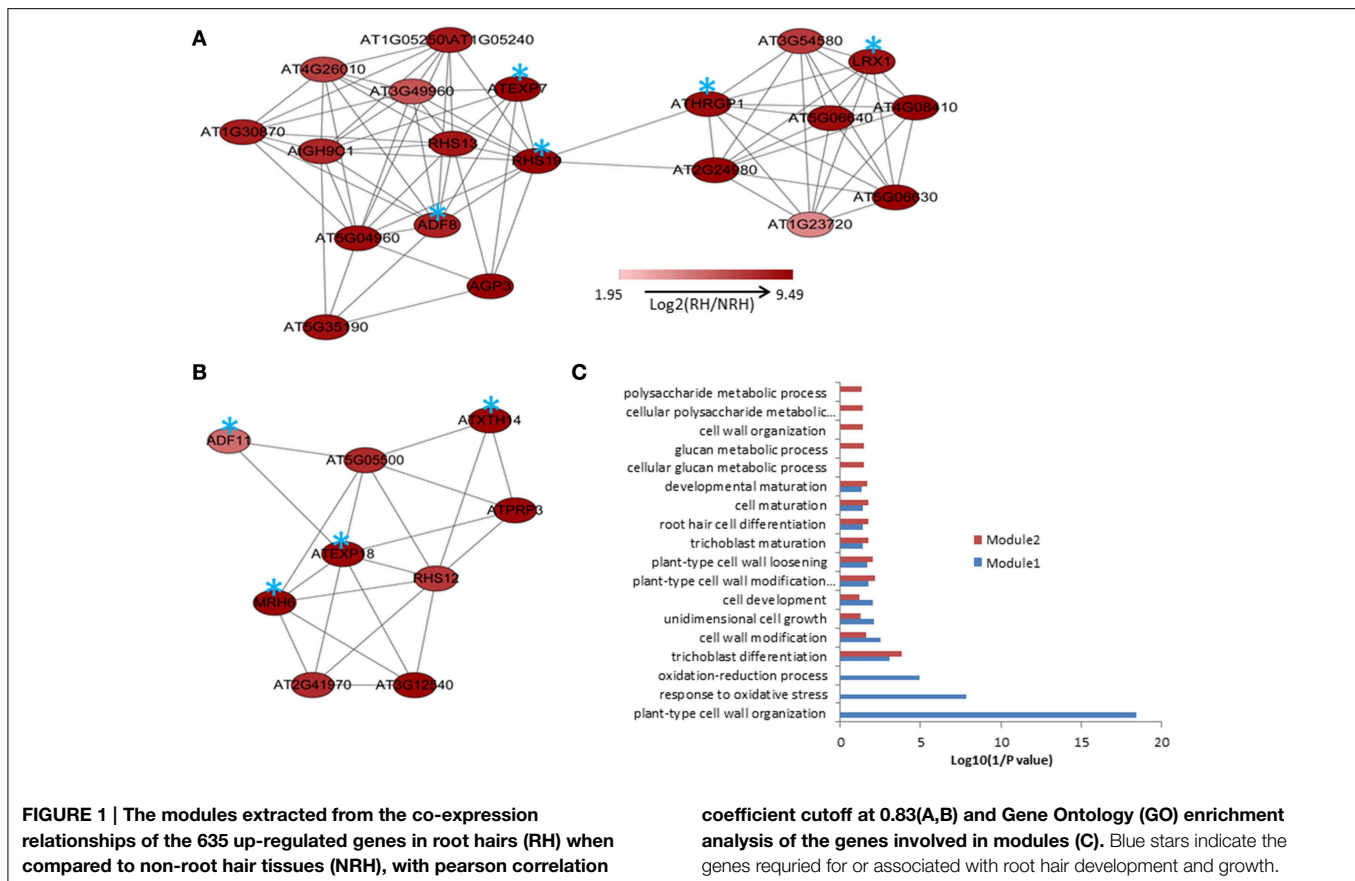 A
AT1G05250\AT1G05240
AT4G26010
AT3G49960
ATEXP7
AT1G30870
AtGH9C1
RHS13
RHS19
ADF8
AT5G04960
AGP3
AT5G35190
AT3G54580
LRX1
ATHRGP1
AT4G08410
AT5G06640
AT2G24980
AT5G06630
AT1G23720
1.95
9.49
Log2(RH/NRH)
B
ATXTH14
ADF11
AT5G05500
ATPRP3
ATEXP18
RHS12
MRH6
AT2G41970
AT3G12540
C
polysaccharide metabolic process
cellular polysaccharide metabolic...
cell wall organization
glucan metabolic process
cellular glucan metabolic process
developmental maturation
cell maturation
root hair cell differentiation
trichoblast maturation
plant-type cell wall loosening
plant-type cell wall modification...
cell development
unidimensional cell growth
cell wall modification
trichoblast differentiation
oxidation-reduction process
response to oxidative stress
plant-type cell wall organization
Module2
Module1
0 5 10 15 20
Log10(1/P value)
FIGURE 1 | The modules extracted from the co-expression
relationships of the 635 up-regulated genes in root hairs (RH) when
compared to non-root hair tissues (NRH), with pearson correlation
coefficient cutoff at 0.83(A,B) and Gene Ontology (GO) enrichment
analysis of the genes involved in modules (C). Blue stars indicate the
genes requried for or associated with root hair development and growth.